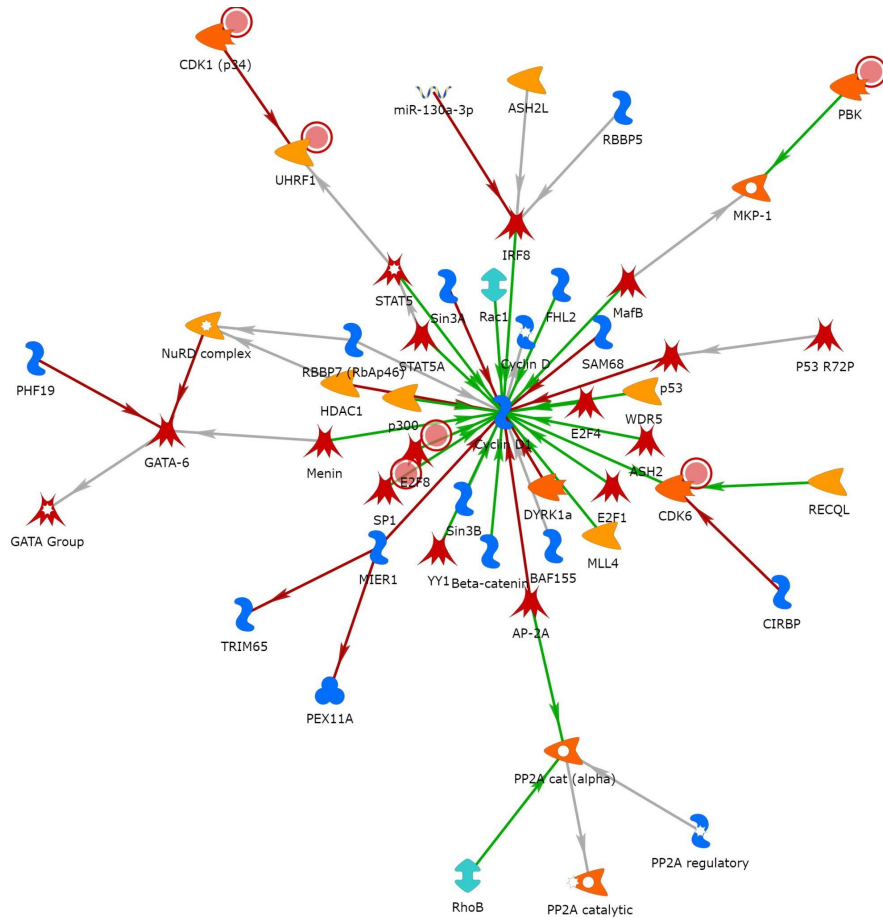 CDK1 (p34)
miR-130a-3p
ASH2L
PBK
RBBP5
UHRF1
MKP-1
IRF8
STAT5
Sin3A
Rac1
FHL2
MafB
NuRD complex
RBBP7 (RbAp46)
STAT5A
Cyclin D
SAM68
P53 R72P
PHF19
HDAC1
p53
p300
Cyclin D1
E2F4
WDR5
GATA-6
Menin
E2F8
ASH2
SP1
Sin3B
DYRK1a
E2F1
CDK6
RECQL
GATA Group
MIER1
YY1
Beta-catenin
BAF155
MLL4
TRIM65
AP-2A
CIRBP
PEX11A
PP2A cat (alpha)
PP2A regulatory
RhoB
PP2A catalytic